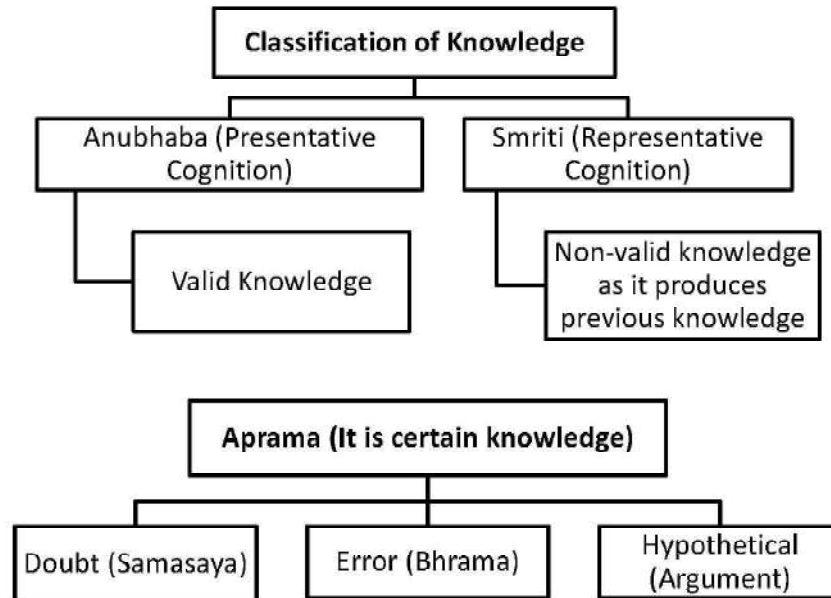 Classification of Knowledge
Anubhaba (Presentative
Cognition)
Smriti (Representative
Cognition)
Valid Knowledge
Non-valid knowledge
as it produces
previous knowledge
Aprama (It is certain knowledge)
Doubt (Samasaya)
Error (Bhrama)
Hypothetical
(Argument)